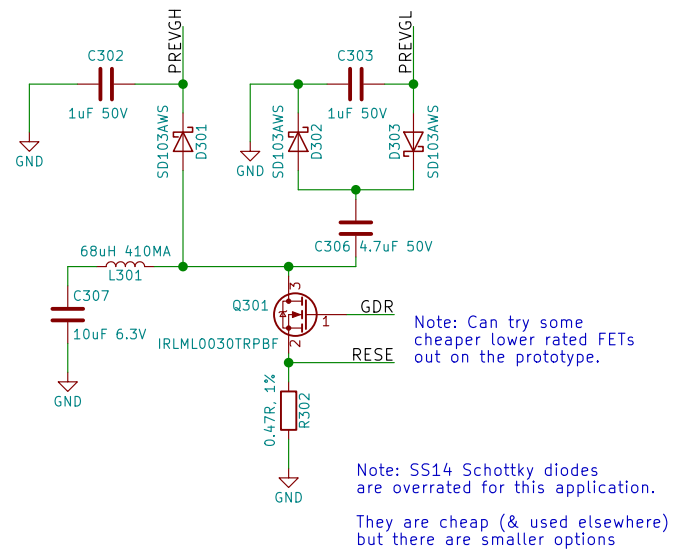 PREVGH
PREVGL
C302
1uF 50V
GND
SD103AWS
D301
C303
1uF 50V
GND
SD103AWS
D302
D303
SD103AWS
C306 4.7uF 50V
68uH 410MA
L301
C307
10uF 6.3V
GND
Q301
3
1
2
GDR
IRLML0030TRPBF
RESE
0.47R, 1%
R302
GND
Note: Can try some
cheaper lower rated FETs
out on the prototype.
Note: SS14 Schottky diodes
are overrated for this application.
They are cheap (& used elsewhere)
but there are smaller options